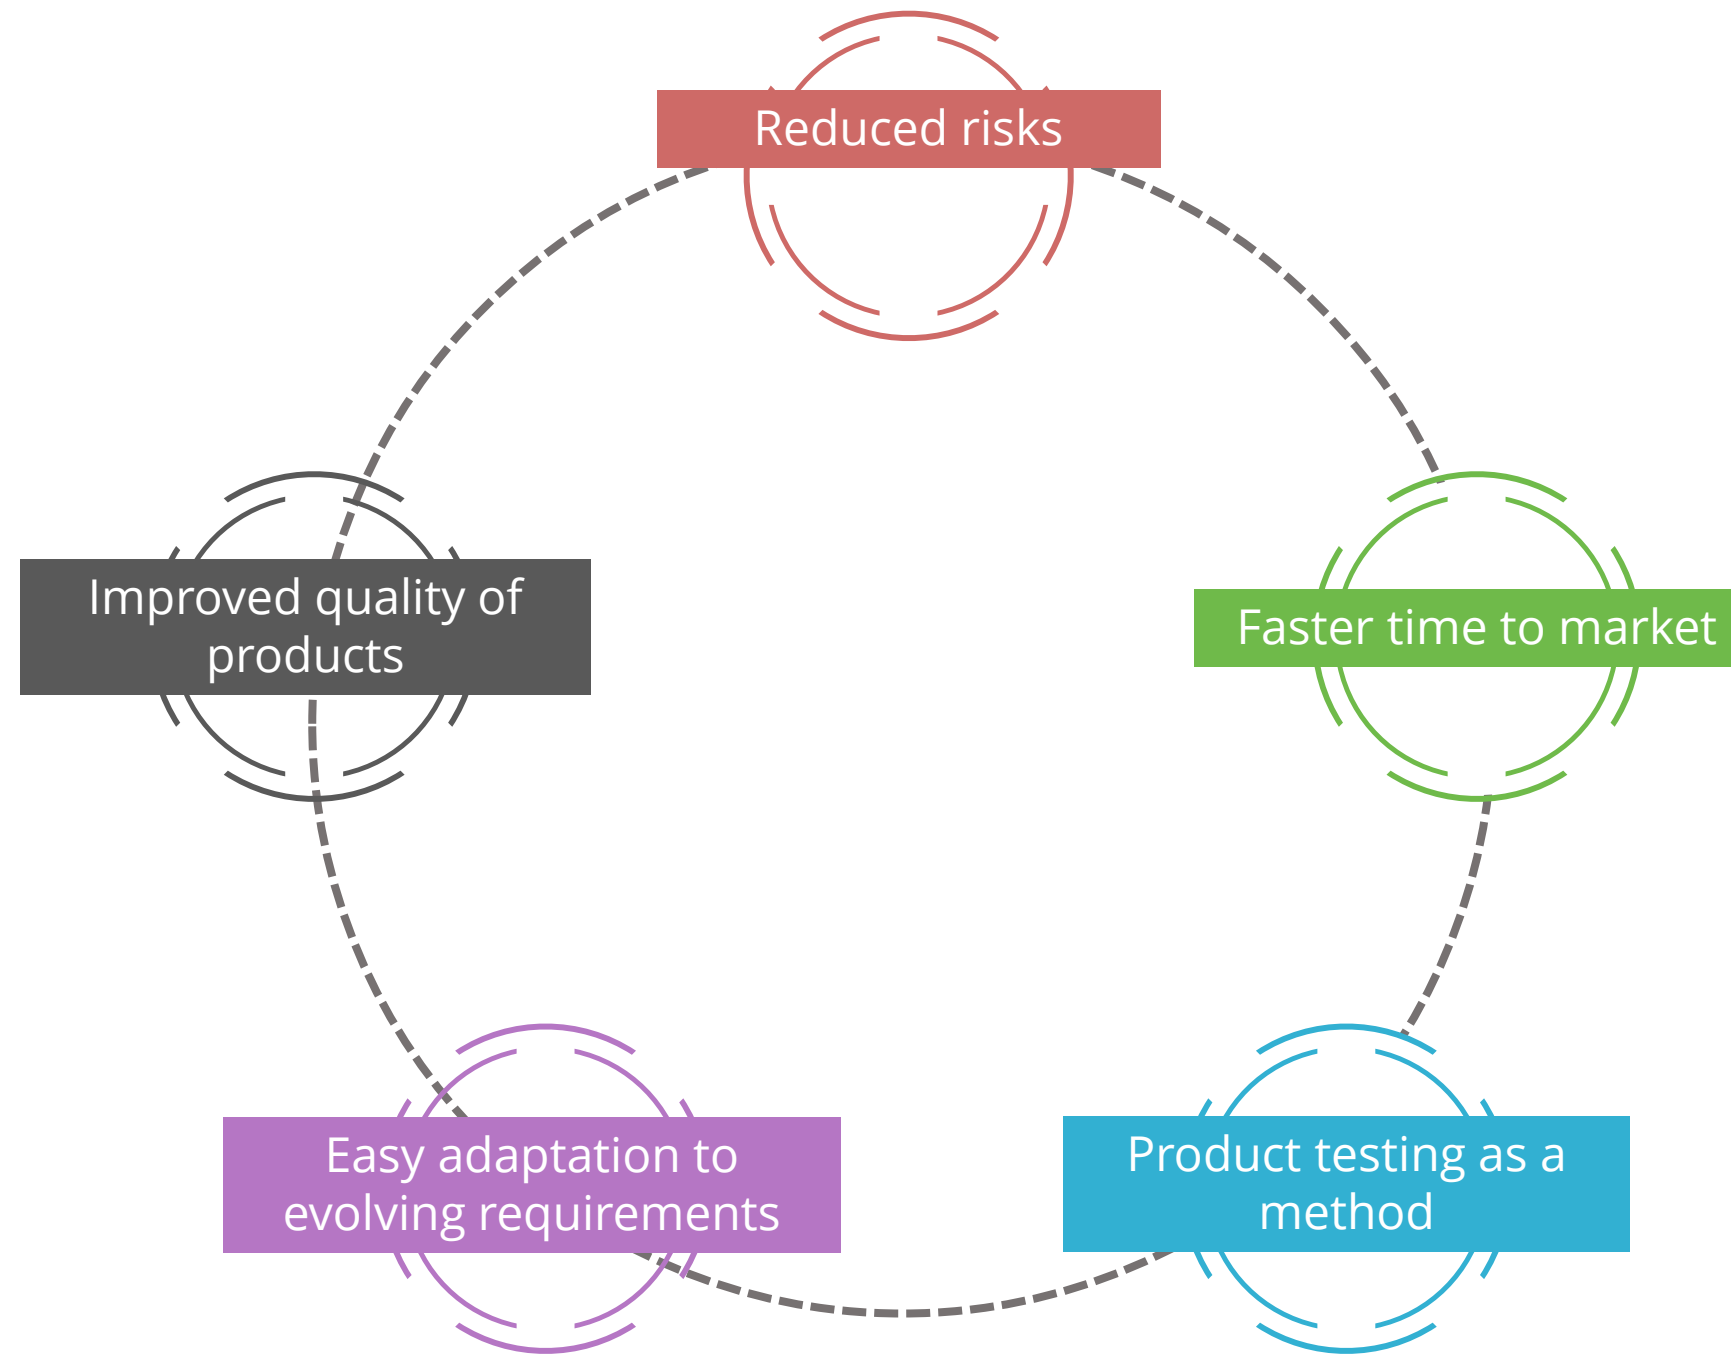 Reduced risks
Improved quality of
products
Faster time to market
Easy adaptation to
evolving requirements
Product testing as a
method